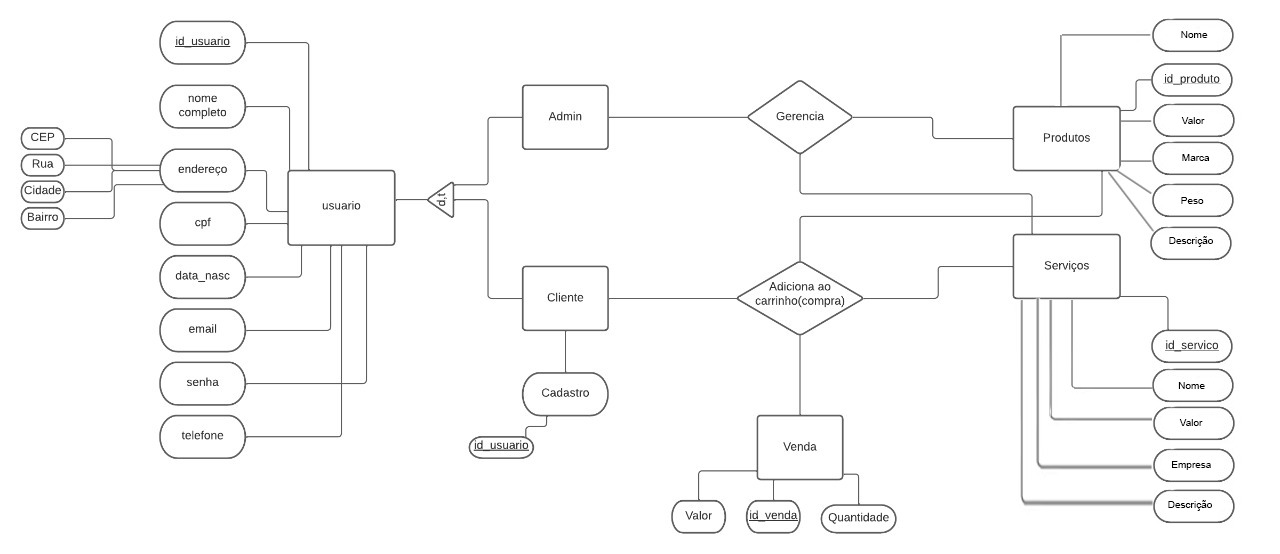 id_usuario
nome
completo
CEP
Rua
Cidade
Bairro
endereço
cpf
data_nasc
email
senha
telefone
usuario
t,p
Admin
Cliente
Cadastro
id_usuario
Gerencia
Adiciona ao
carrinho(compra)
Venda
Valor
id_venda
Quantidade
Produtos
Nome
id_produto
Valor
Marca
Peso
Descrição
Serviços
id_servico
Nome
Valor
Empresa
Descrição